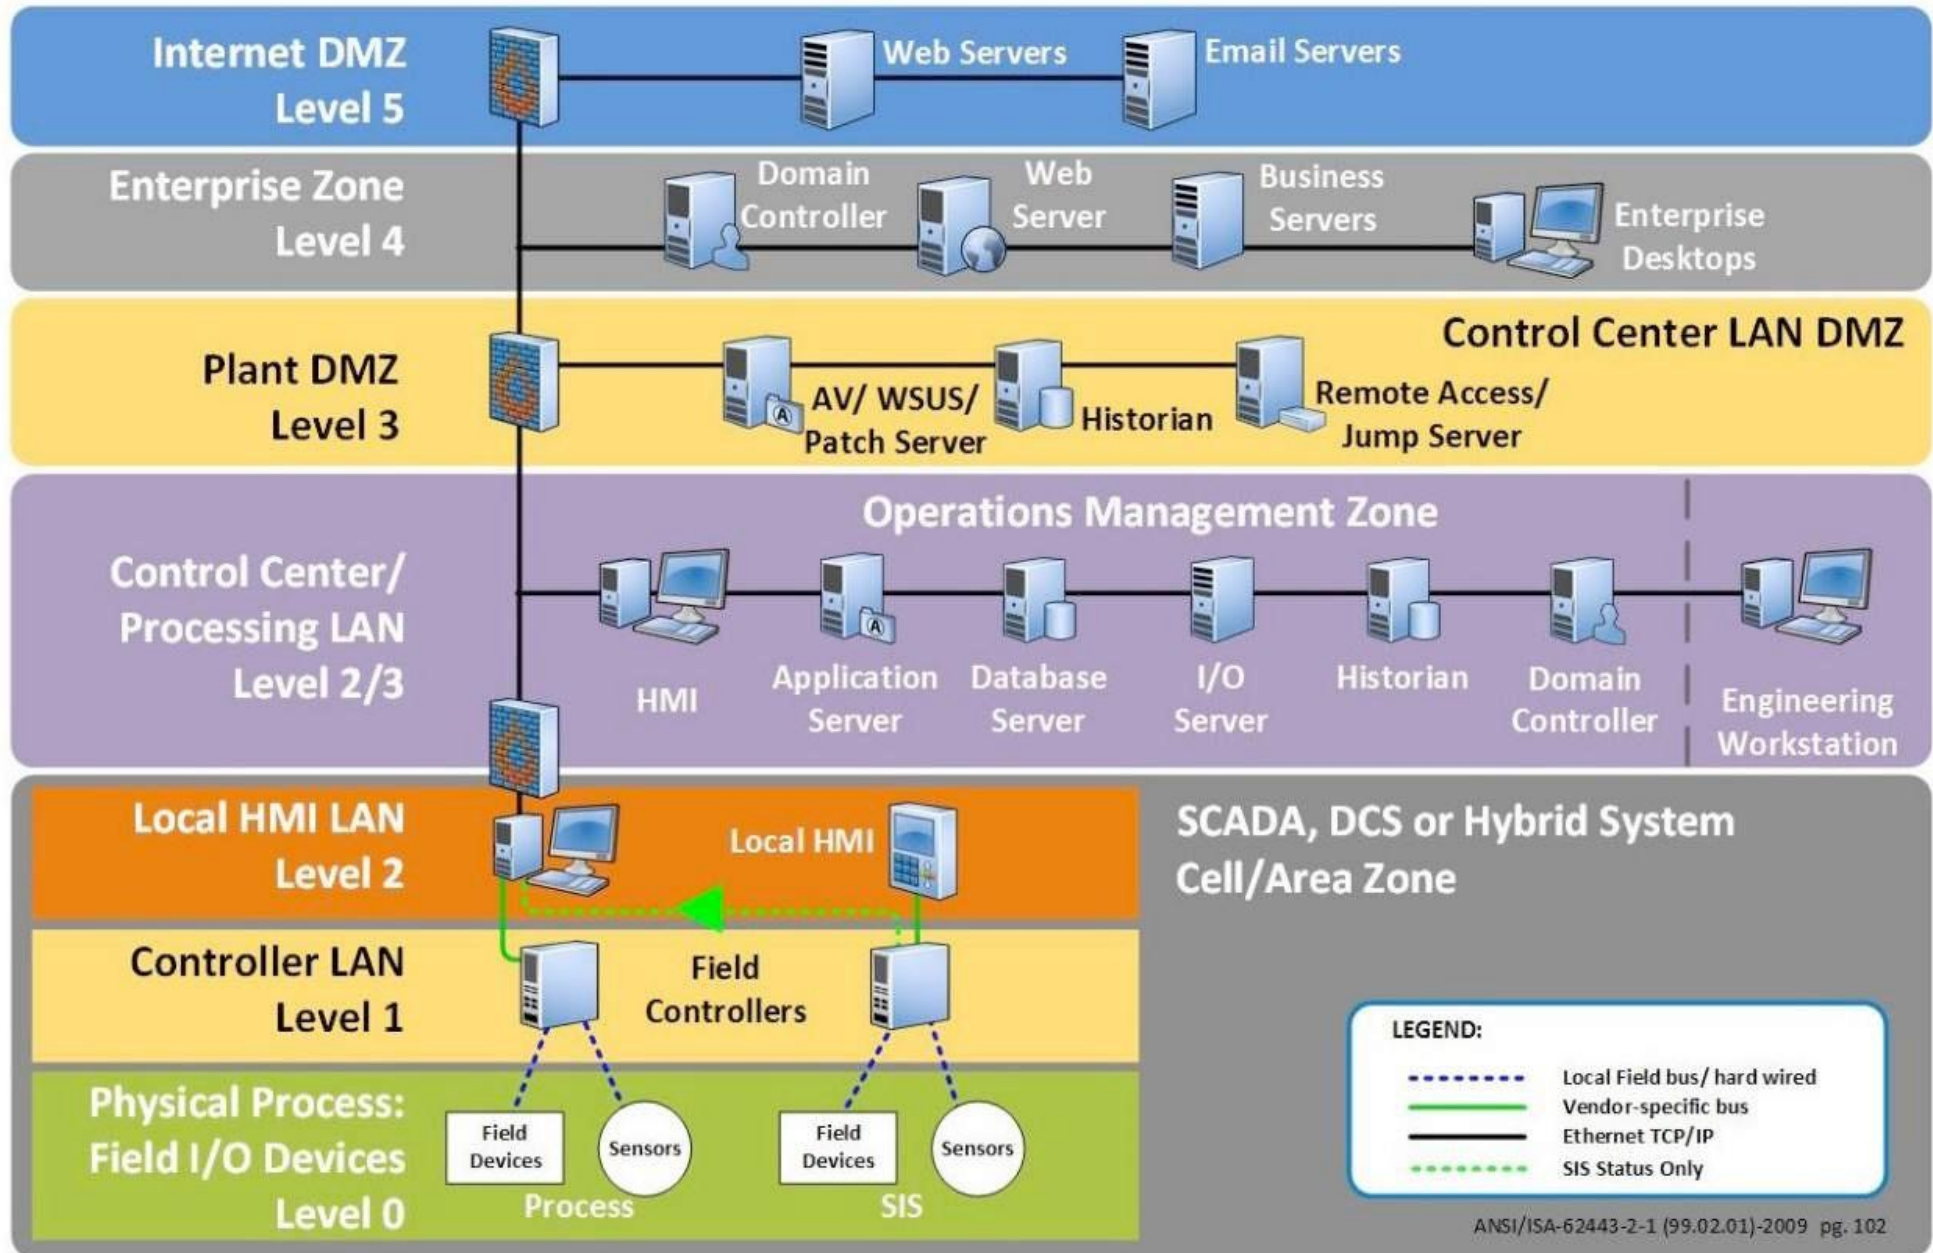 Internet DMZ
Level 5
Web Servers
Email Servers
Enterprise Zone
Level 4
Domain
Controller
Web
Server
Business
Servers
Enterprise
Desktops
Control Center LAN DMZ
Plant DMZ
Level 3
AV/ WSUS/
Patch Server
Historian
Remote Access/
Jump Server
Operations Management Zone
Control Center/
Processing LAN
Level 2/3
HMI
Application
Server
Database
Server
I/O
Server
Historian
Domain
Controller
Engineering
Workstation
Local HMI LAN
Level 2
Local HMI
SCADA, DCS or Hybrid System
Cell/Area Zone
Controller LAN
Level 1
Field
Controllers
Physical Process:
Field I/O Devices
Level 0
Field
Devices
Sensors
Process
Field
Devices
Sensors
SIS
LEGEND:
Local Field bus/ hard wired
Vendor-specific bus
Ethernet TCP/IP
SIS Status Only
ANSI/ISA-62443-2-1 (99.02.01)-2009 pg. 102